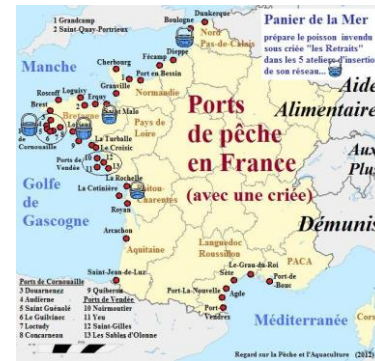 1 Grandcamp
2 Saint-Quay-Portrieux
Dunkerque
Boulogne
Nord
Pas-de-Calais
Panier de la Mer
prépare le poisson invendu
sous criée "les Retraits"
dans les 5 ateliers d'insertio
de son réseau...
Dieppe
Fécamp
Manche
Cherbourg
Port en Bessin
Granville
Normandie
Aide
Alimentaire
Roscoff
Loguivy
Erquy
Saint Malo
Brest
Bretagne
Lorient
Pays de
Loire
de
Cornouaille
La Turballe
Le Croisic
Ports de
Vendée
Ports
de pêche
en France
(avec une criée)
Aux
Plu
Démunis
Golfe
de
Gascogne
La Rochelle
La Cotinière
Poitou
Charentes
Royan
Arcachon
Aquitaine
Languedoc
Roussillon
PACA
Saint-Jean-de-Luz
Le-Grau-du-Roi
Sète
Port-La-Nouvelle
Agde
Port-de-
Bouc
Port-
Vendres
Ports de Cornouaille
3 Douarnenez
4 Audierne
5 Saint Guénolé
6 Le Guilvinec
7 Loctudy
8 Concarneau
9 Quiberon
Ports de Vendée
10 Noirmoutier
11 Yeu
12 Saint-Gilles
13 Les Sables d'Olonne
Méditerranée
Cors
Regard sur la Pêche et l'Aquaculture (2012)